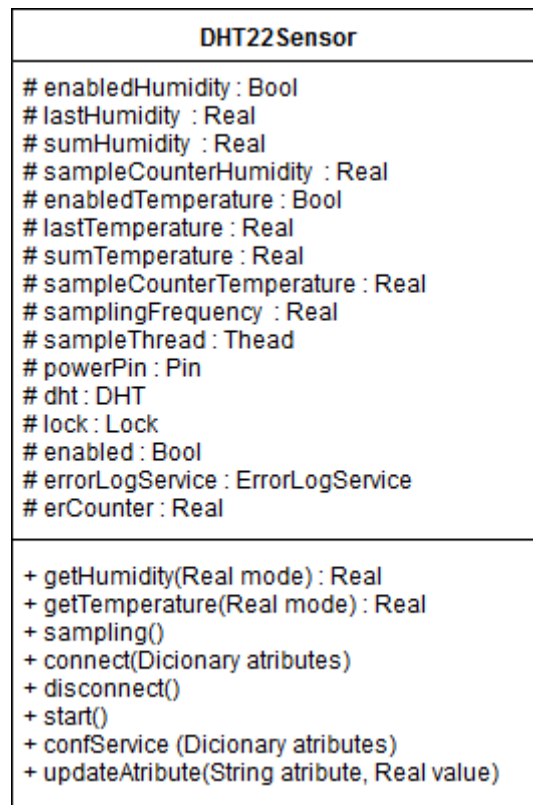 DHT22Sensor
# enabledHumidity : Bool
# lastHumidity : Real
# sumHumidity : Real
# sampleCounterHumidity : Real
# enabledTemperature : Bool
# lastTemperature : Real
# sumTemperature : Real
# sampleCounterTemperature : Real
# samplingFrequency : Real
# sampleThread : Thead
# powerPin : Pin
# dht : DHT
# lock : Lock
# enabled : Bool
# errorLogService : ErrorLogService
# erCounter : Real
+ getHumidity(Real mode) : Real
+ getTemperature(Real mode) : Real
+ sampling()
+ connect(Dicionary atributes)
+ disconnect()
+ start()
+ confService (Dicionary atributes)
+ updateAtribute(String atribute, Real value)